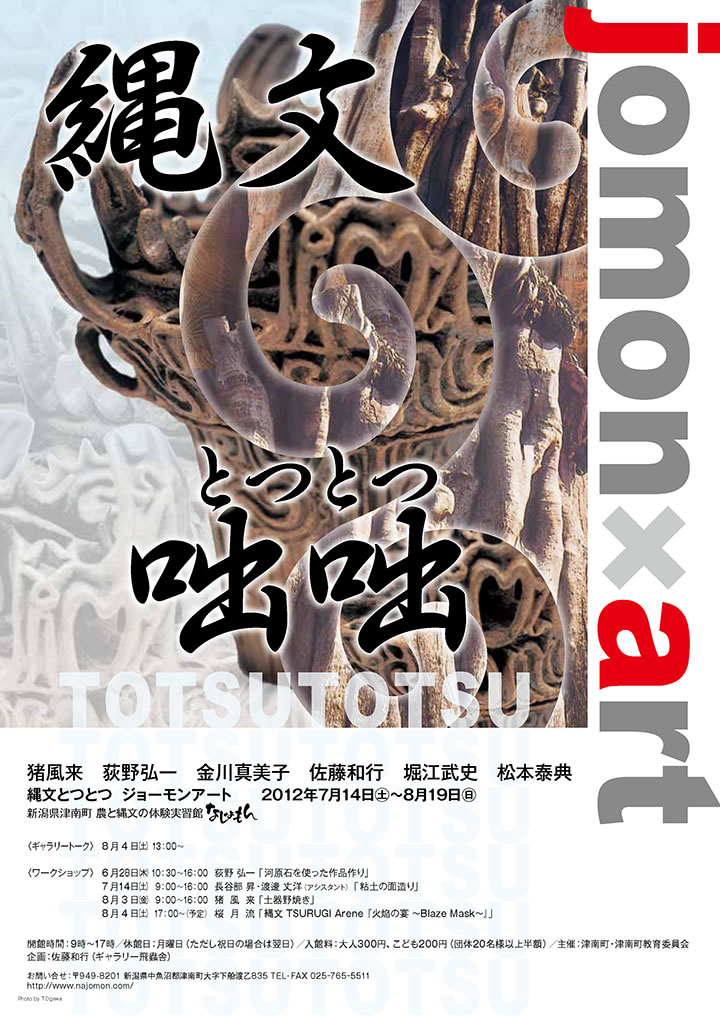 縄文
とつとつ
咄咄
TOTSUTOTSU
jomon×art
猪風来 荻野弘一 金川真美子 佐藤和行 堀江武史 松本泰典
縄文とつとつ ジョーモンアート 2012年7月14日㊏~8月19日㊐
新潟県津南町 農と縄文の体験実習館 なじょもん
〈ギャラリートーク〉 8月4日㊏ 13:00~
〈ワークショップ〉 6月28日㊍ 10:30~16:00 荻野 弘一「河原石を使った作品作り」
7月14日㊏ 9:00~16:00 長谷部 昇・渡邊 丈洋(アシスタント)「粘土の面造り」
8月3日㊎ 9:00~16:00 猪 風 来「土器野焼き」
8月4日㊏ 17:00~(予定) 桜 月 流「縄文 TSURUGI Arene『火焔の宴 ~Blaze Mask~』」
開館時間:9時~17時/休館日:月曜日(ただし祝日の場合は翌日)/入館料:大人300円、こども200円(団体20名様以上半額)/主催:津南町・津南町教育委員会
企画:佐藤和行(ギャラリー飛蟲舎)
お問い合せ:〒949-8201 新潟県中魚沼郡津南町大字下船渡乙835 TEL・FAX 025-765-5511
http://www.najomon.com/
Photo by T.Ogawa